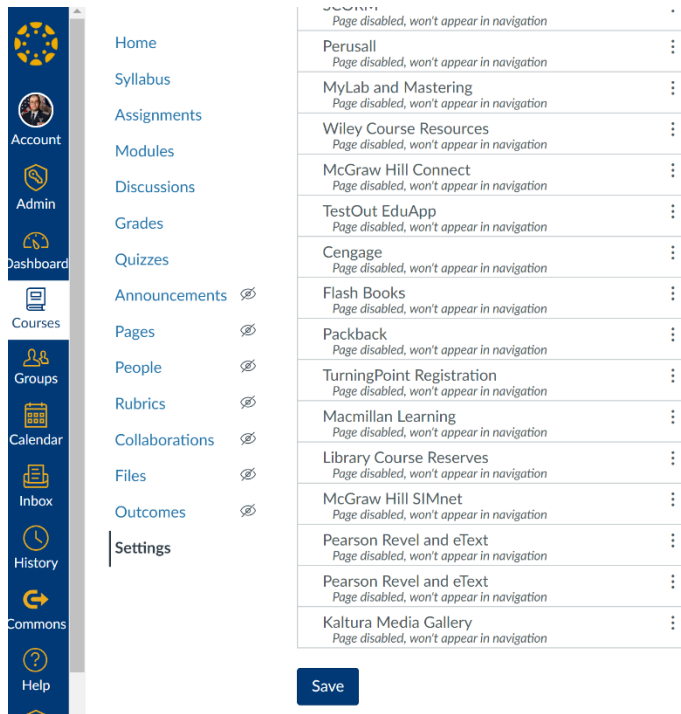 Account
Admin
Dashboard
Courses
Groups
Calendar
Inbox
History
Commons
Help
Home
Syllabus
Assignments
Modules
Discussions
Grades
Quizzes
Announcements
Pages
People
Rubrics
Collaborations
Files
Outcomes
Settings
SCORM
Page disabled, won't appear in navigation
Perusall
Page disabled, won't appear in navigation
MyLab and Mastering
Page disabled, won't appear in navigation
Wiley Course Resources
Page disabled, won't appear in navigation
McGraw Hill Connect
Page disabled, won't appear in navigation
TestOut EduApp
Page disabled, won't appear in navigation
Cengage
Page disabled, won't appear in navigation
Flash Books
Page disabled, won't appear in navigation
Packback
Page disabled, won't appear in navigation
TurningPoint Registration
Page disabled, won't appear in navigation
Macmillan Learning
Page disabled, won't appear in navigation
Library Course Reserves
Page disabled, won't appear in navigation
McGraw Hill SIMnet
Page disabled, won't appear in navigation
Pearson Revel and eText
Page disabled, won't appear in navigation
Pearson Revel and eText
Page disabled, won't appear in navigation
Kaltura Media Gallery
Page disabled, won't appear in navigation
Save